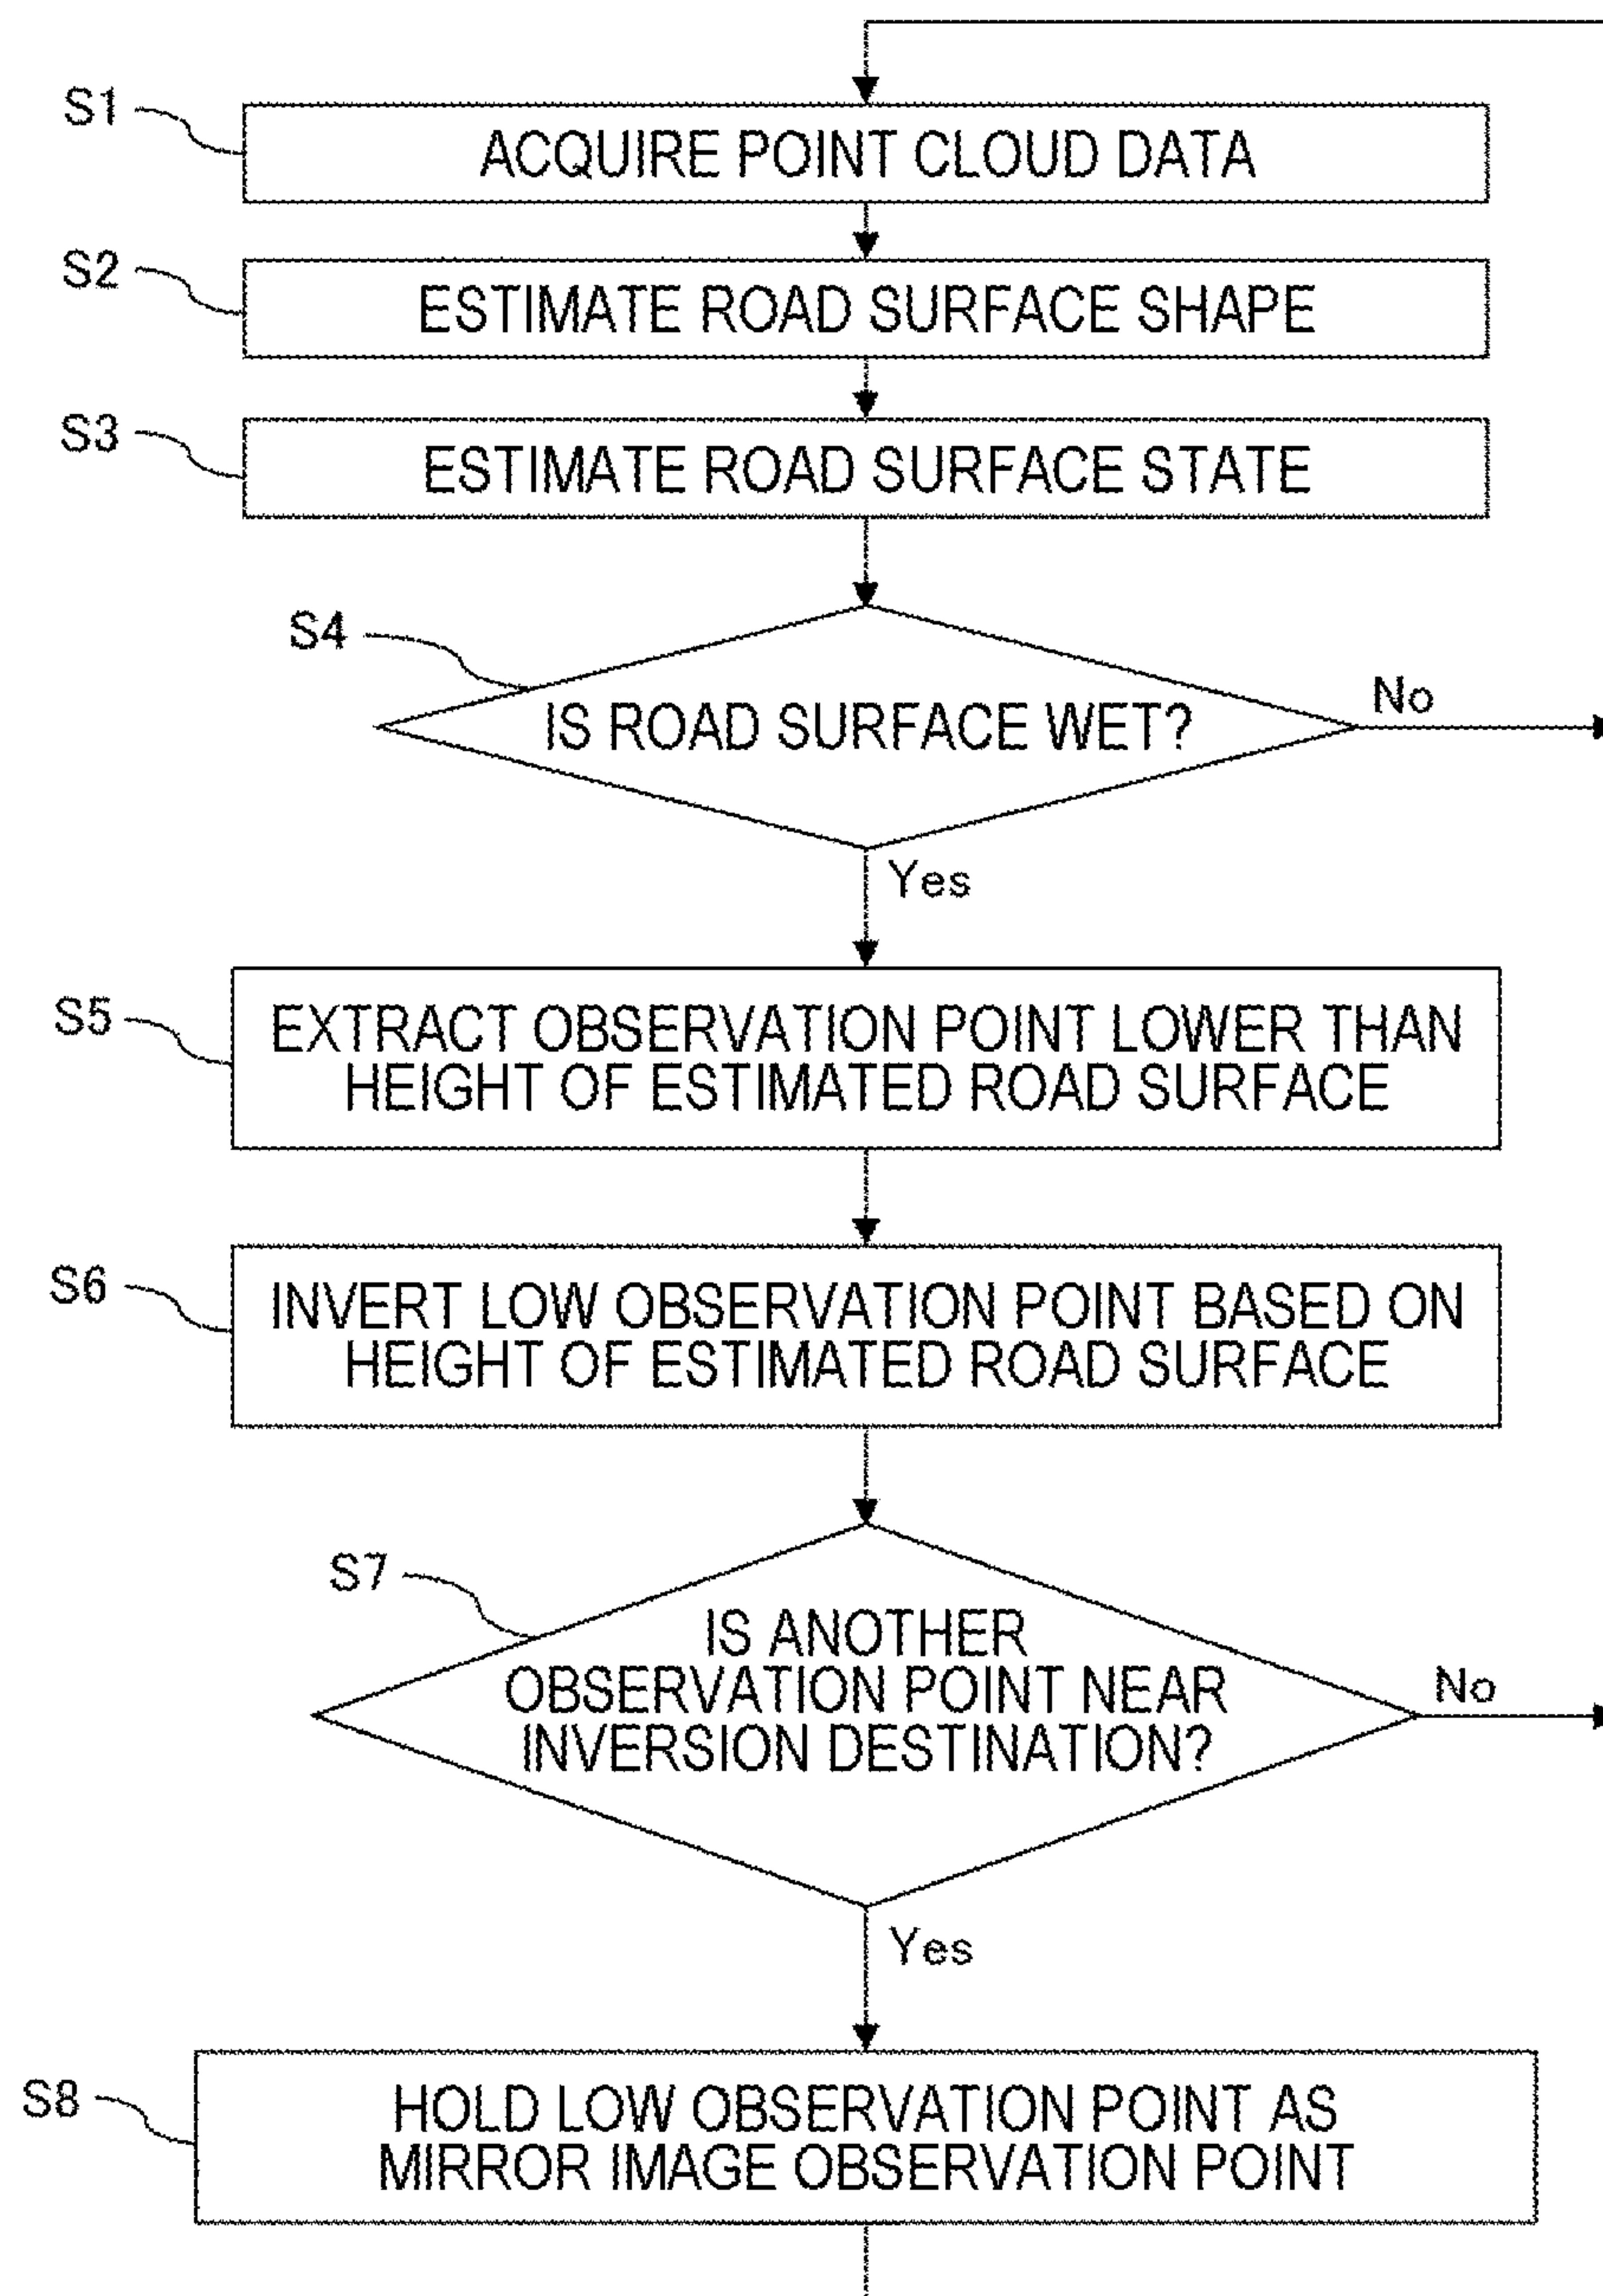 S1
ACQUIRE POINT CLOUD DATA
S2
ESTIMATE ROAD SURFACE SHAPE
S3
ESTIMATE ROAD SURFACE STATE
S4
IS ROAD SURFACE WET?
No
Yes
S5
EXTRACT OBSERVATION POINT LOWER THAN
HEIGHT OF ESTIMATED ROAD SURFACE
S6
INVERT LOW OBSERVATION POINT BASED ON
HEIGHT OF ESTIMATED ROAD SURFACE
S7
IS ANOTHER
OBSERVATION POINT NEAR
INVERSION DESTINATION?
No
Yes
S8
HOLD LOW OBSERVATION POINT AS
MIRROR IMAGE OBSERVATION POINT